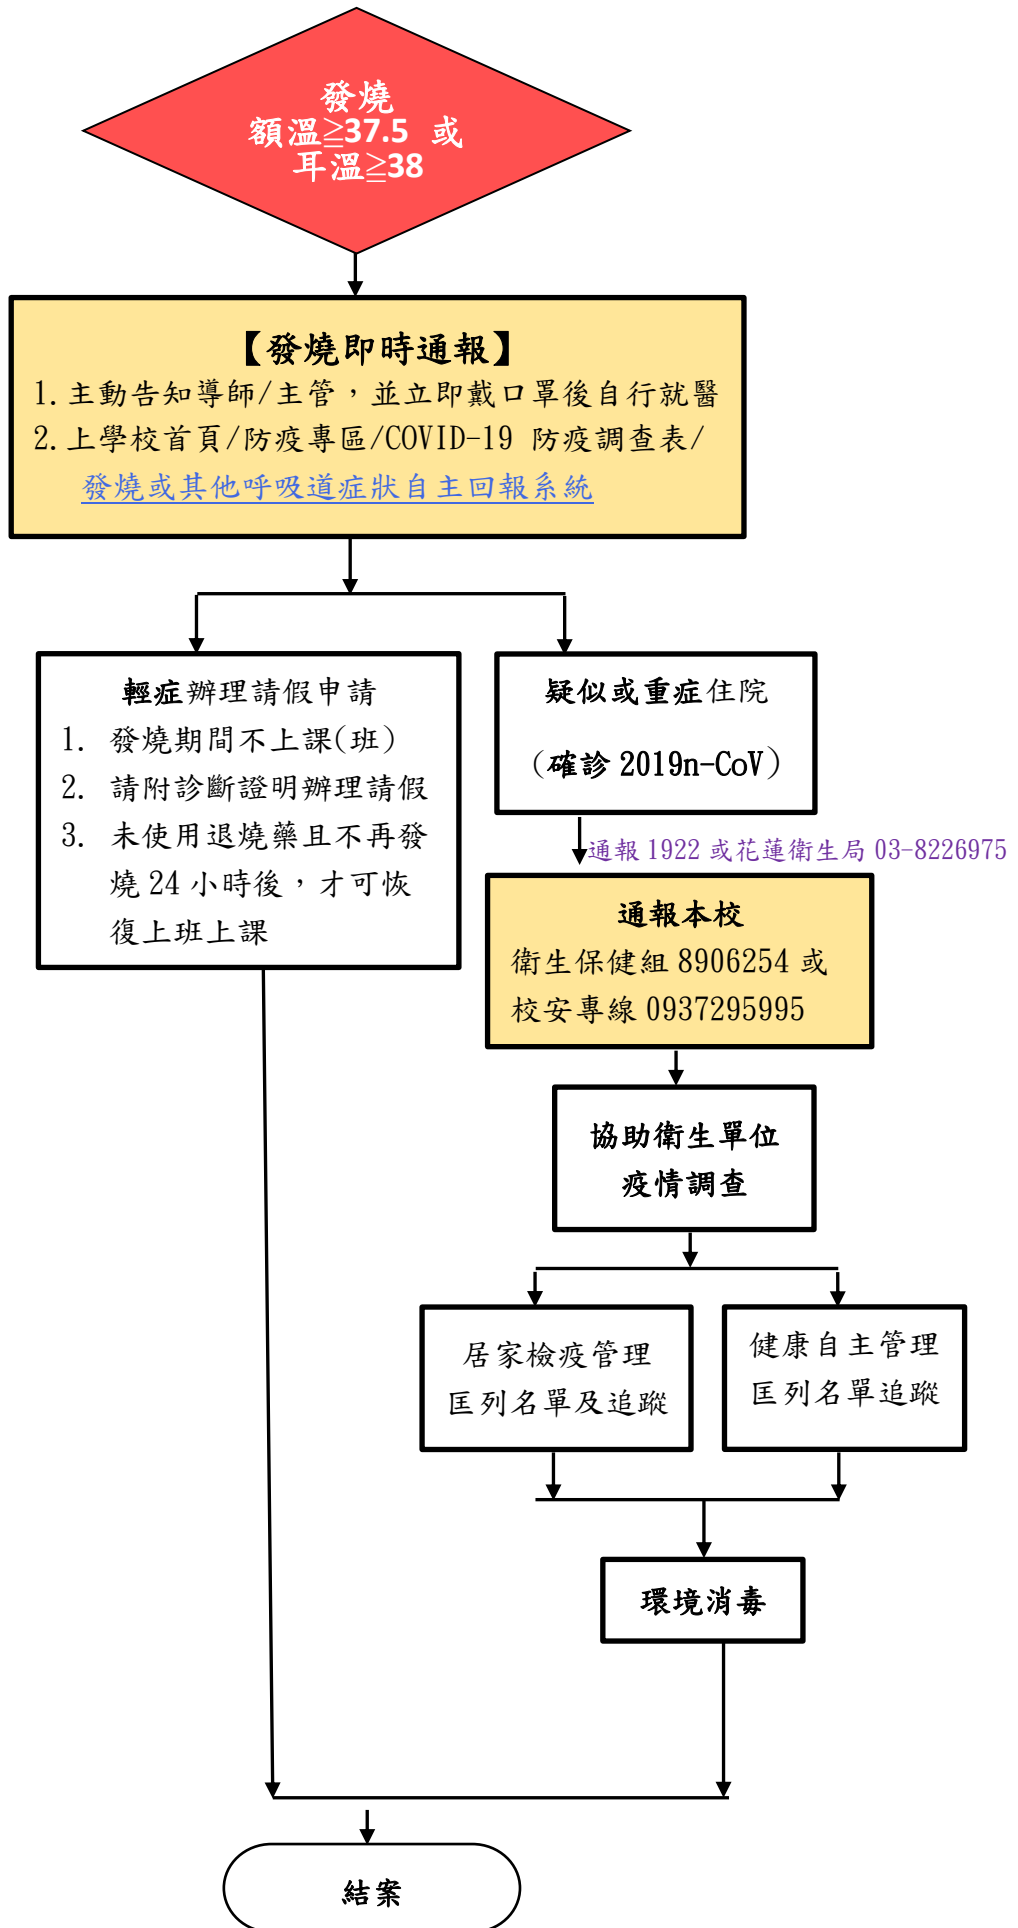 發燒
額溫≧37.5 或
耳溫≧38
【發燒即時通報】
1.主動告知導師/主管，並立即戴口罩後自行就醫
2.上學校首頁/防疫專區/COVID-19 防疫調查表/
發燒或其他呼吸道症狀自主回報系統
輕症辦理請假申請
1. 發燒期間不上課(班)
2. 請附診斷證明辦理請假
3. 未使用退燒藥且不再發
燒 24 小時後，才可恢
復上班上課
疑似或重症住院
(確診 2019n-CoV)
通報 1922 或花蓮衛生局 03-8226975
通報本校
衛生保健組 8906254 或
校安專線 0937295995
協助衛生單位
疫情調查
居家檢疫管理
匡列名單及追蹤
健康自主管理
匡列名單追蹤
環境消毒
結案